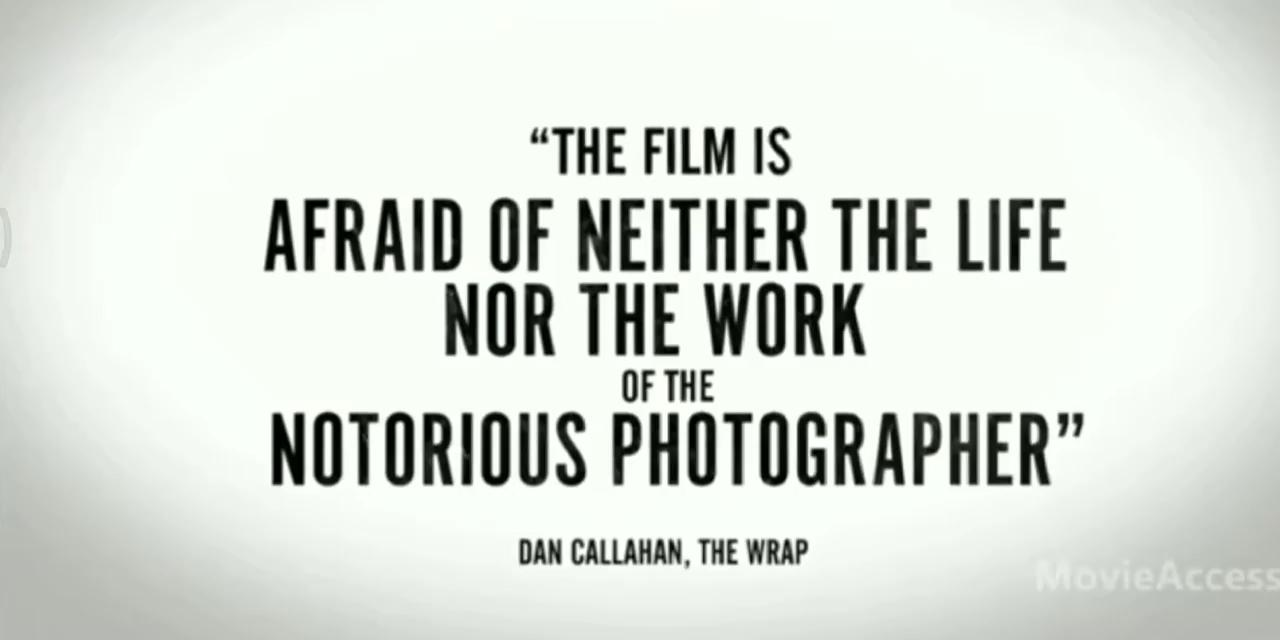 “THE FILM IS
AFRAID OF NEITHER THE LIFE
NOR THE WORK
OF THE
NOTORIOUS PHOTOGRAPHER”
DAN CALLAHAN, THE WRAP
MovieAccess